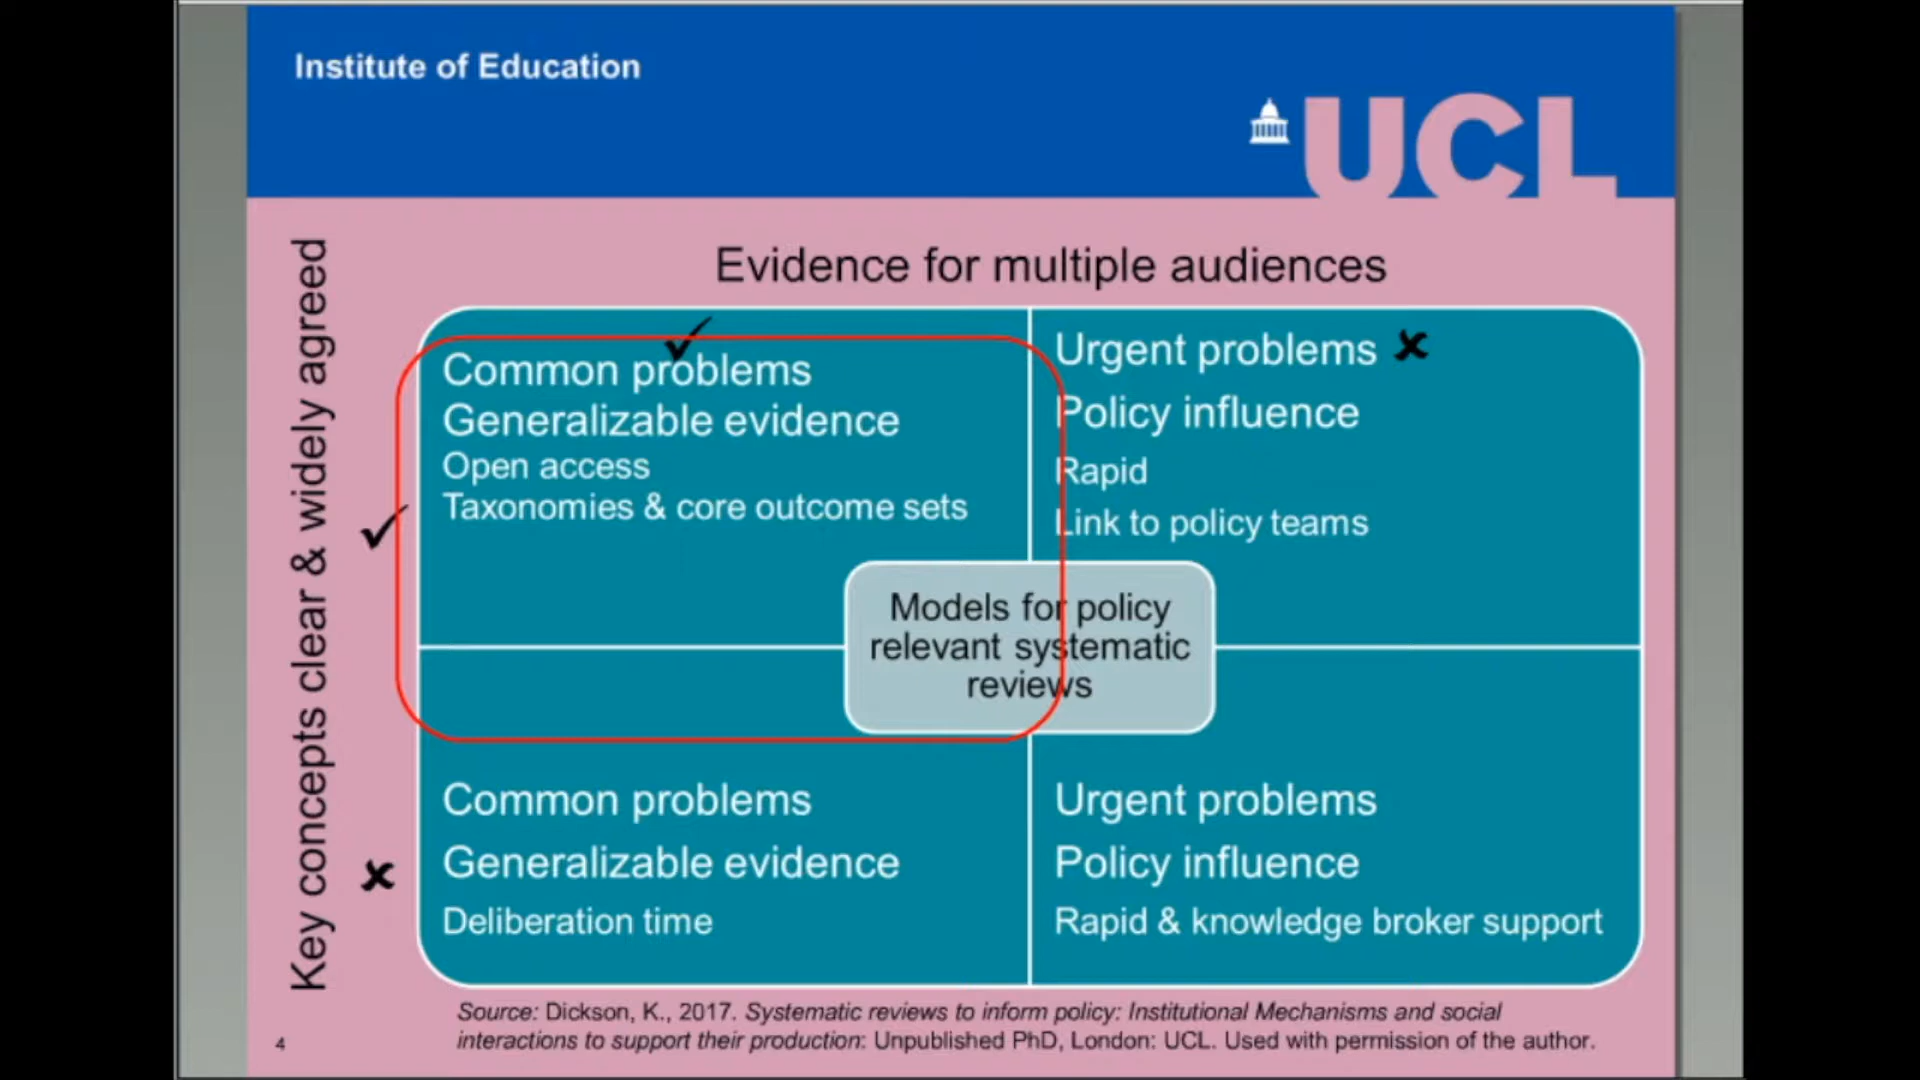 Institute of Education
UCL
Evidence for multiple audiences
Key concepts clear & widely agreed
✓
Common problems
Generalizable evidence
Open access
Taxonomies & core outcome sets
✓
Urgent problems ✘
Policy influence
Rapid
Link to policy teams
Models for policy
relevant systematic
reviews
✘
Common problems
Generalizable evidence
Deliberation time
Urgent problems
Policy influence
Rapid & knowledge broker support
Source: Dickson, K., 2017. Systematic reviews to inform policy: Institutional Mechanisms and social
interactions to support their production: Unpublished PhD, London: UCL. Used with permission of the author.
4